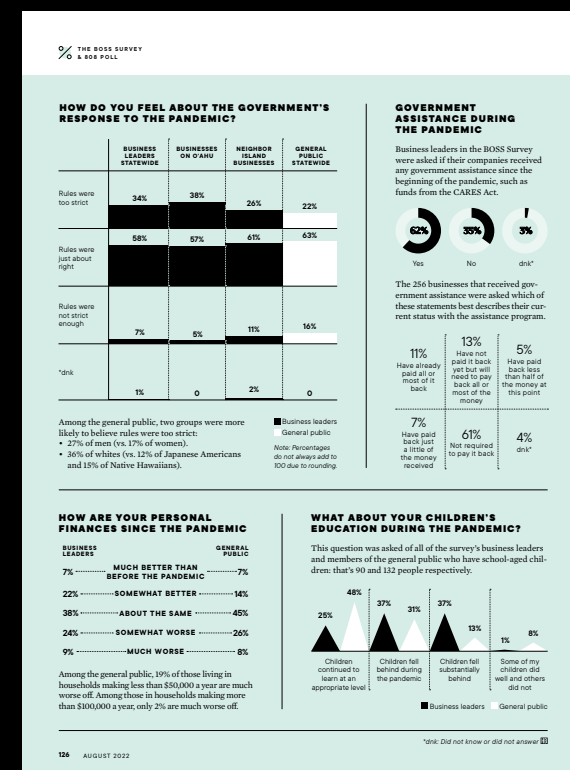 THE BOSS SURVEY
& 808 POLL
HOW DO YOU FEEL ABOUT THE GOVERNMENT'S
RESPONSE TO THE PANDEMIC?
BUSINESS
LEADERS
STATEWIDE
BUSINESSES
ON O'AHU
NEIGHBOR
ISLAND
BUSINESSES
GENERAL
PUBLIC
STATEWIDE
Rules were
too strict
34%
38%
26%
22%
Rules were
just about
right
58%
57%
61%
63%
Rules were
not strict
enough
7%
5%
11%
16%
*dnk
1%
0
2%
0
Among the general public, two groups were more
likely to believe rules were too strict:
• 27% of men (vs. 17% of women).
• 36% of whites (vs. 12% of Japanese Americans
and 15% of Native Hawaiians).
Business leaders
General public
Note: Percentages
do not always add to
100 due to rounding.
GOVERNMENT
ASSISTANCE DURING
THE PANDEMIC
Business leaders in the BOSS Survey
were asked if their companies received
any government assistance since the
beginning of the pandemic, such as
funds from the CARES Act.
62%
35%
3%
Yes
No
dnk*
The 256 businesses that received gov-
ernment assistance were asked which of
these statements best describes their cur-
rent status with the assistance program.
11%
Have already
paid all or
most of it
back
13%
Have not
paid it back
yet but will
need to pay
back all or
most of the
money
5%
Have paid
back less
than half of
the money at
this point
7%
Have paid
back just
a little of
the money
received
61%
Not required
to pay it back
4%
dnk*
HOW ARE YOUR PERSONAL
FINANCES SINCE THE PANDEMIC
BUSINESS
LEADERS
GENERAL
PUBLIC
7% MUCH BETTER THAN
BEFORE THE PANDEMIC 7%
22% SOMEWHAT BETTER 14%
38% ABOUT THE SAME 45%
24% SOMEWHAT WORSE 26%
9% MUCH WORSE 8%
Among the general public, 19% of those living in
households making less than $50,000 a year are much
worse off. Among those in households making more
than $100,000 a year, only 2% are much worse off.
WHAT ABOUT YOUR CHILDREN'S
EDUCATION DURING THE PANDEMIC?
This question was asked of all of the survey's business leaders
and members of the general public who have school-aged chil-
dren: that's 90 and 132 people respectively.
25%
48%
37%
31%
37%
13%
1%
8%
Children
continued to
learn at an
appropriate level
Children fell
behind during
the pandemic
Children fell
substantially
behind
Some of my
children did
well and others
did not
Business leaders
General public
*dnk: Did not know or did not answer
126 AUGUST 2022